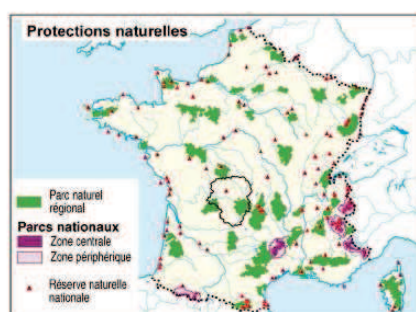 Protections naturelles
Parc naturel
régional
Parcs nationaux
Zone centrale
Zone périphérique
Réserve naturelle
nationale